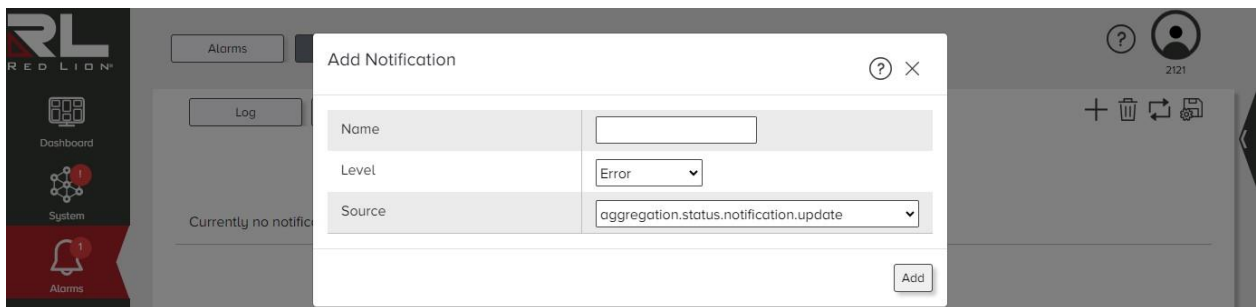 RL
RED LION®
Alarms
Add Notification
?
?
2121
Log
Name
Dashboard
Level
Error
1
System
Source
aggregation.status.notification.update
Currently no notific
1
Alarms
Add